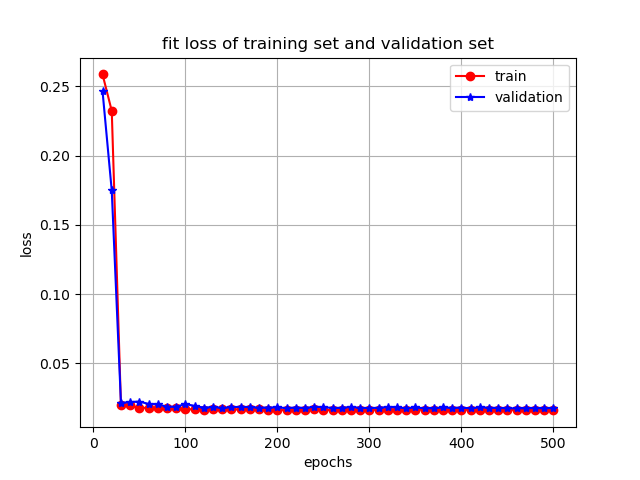 fit loss of training set and validation set
train
validation
0.25
0.20
0.15
0.10
0.05
loss
0
100
200
300
400
500
epochs